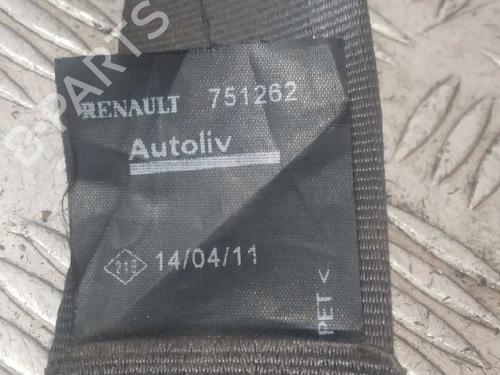 B-PARTS
RENAULT 751262
Autoliv
14/04/11
PET <